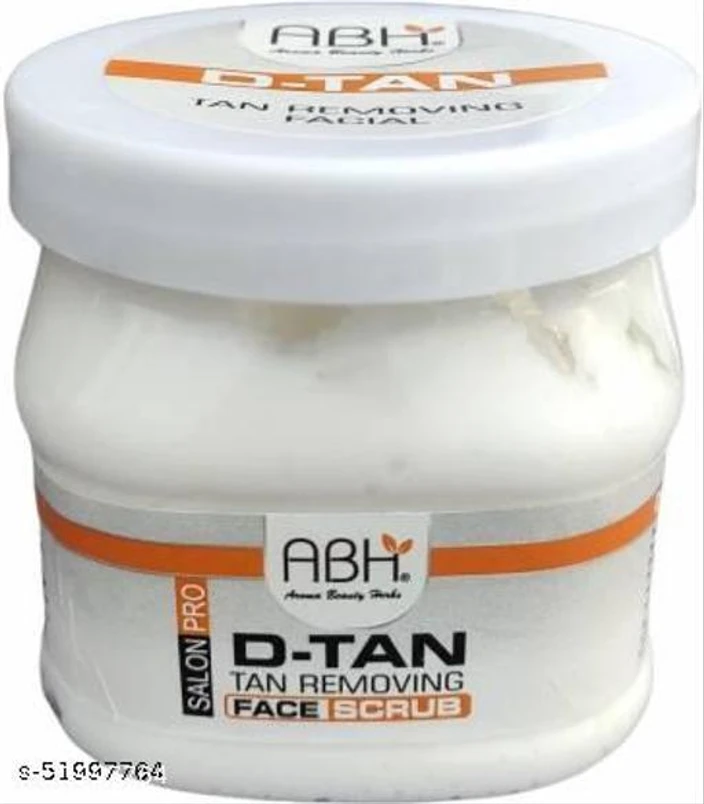 ABH®
Aroma Beauty Herbs
D-TAN
TAN REMOVING
FACIAL
ABH®
Aroma Beauty Herbs
SALON PRO
D-TAN
TAN REMOVING
FACE SCRUB
s-51997764